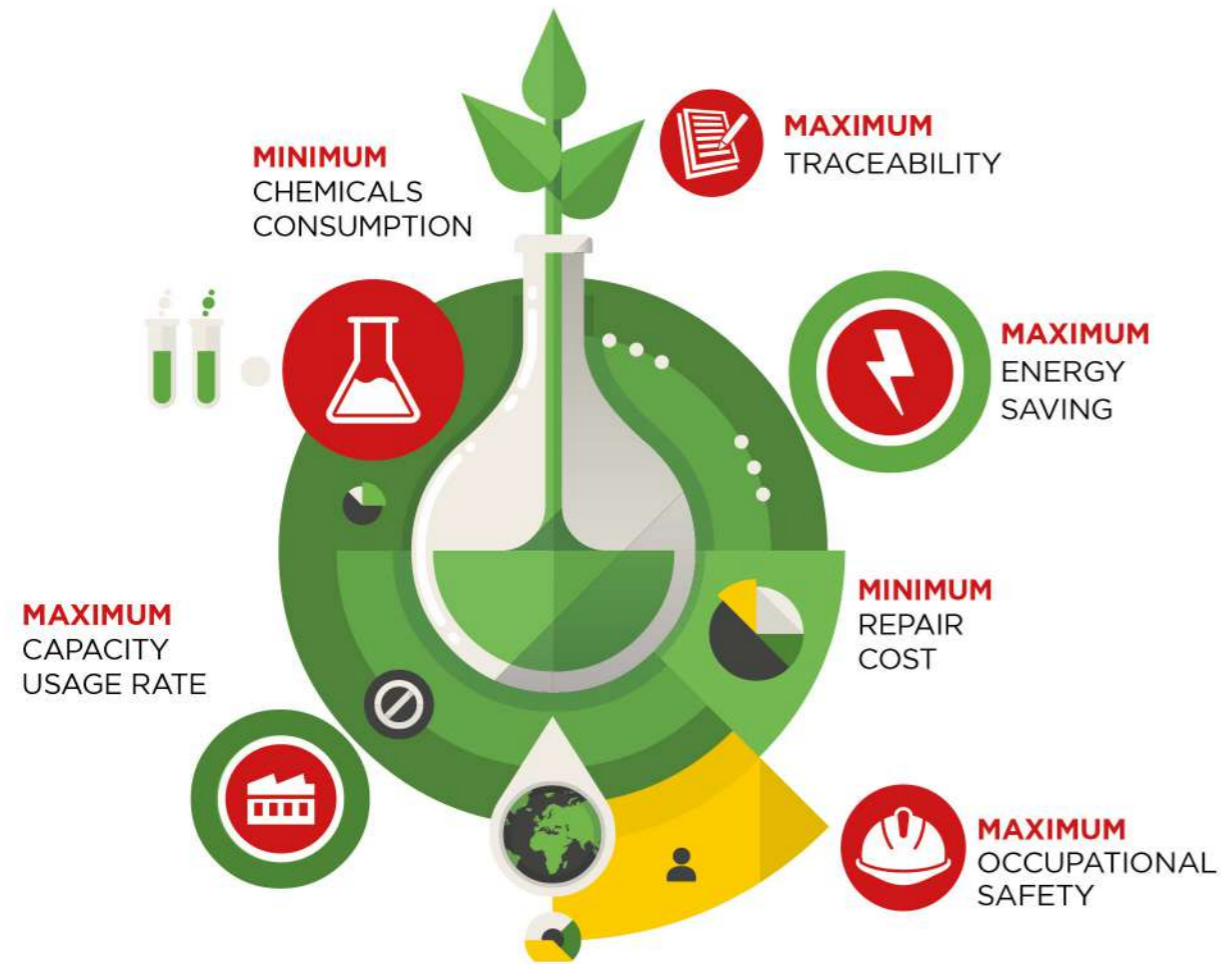 MINIMUM
CHEMICALS
CONSUMPTION
MAXIMUM
TRACEABILITY
MAXIMUM
ENERGY
SAVING
MAXIMUM
CAPACITY
USAGE RATE
MINIMUM
REPAIR
COST
MAXIMUM
OCCUPATIONAL
SAFETY